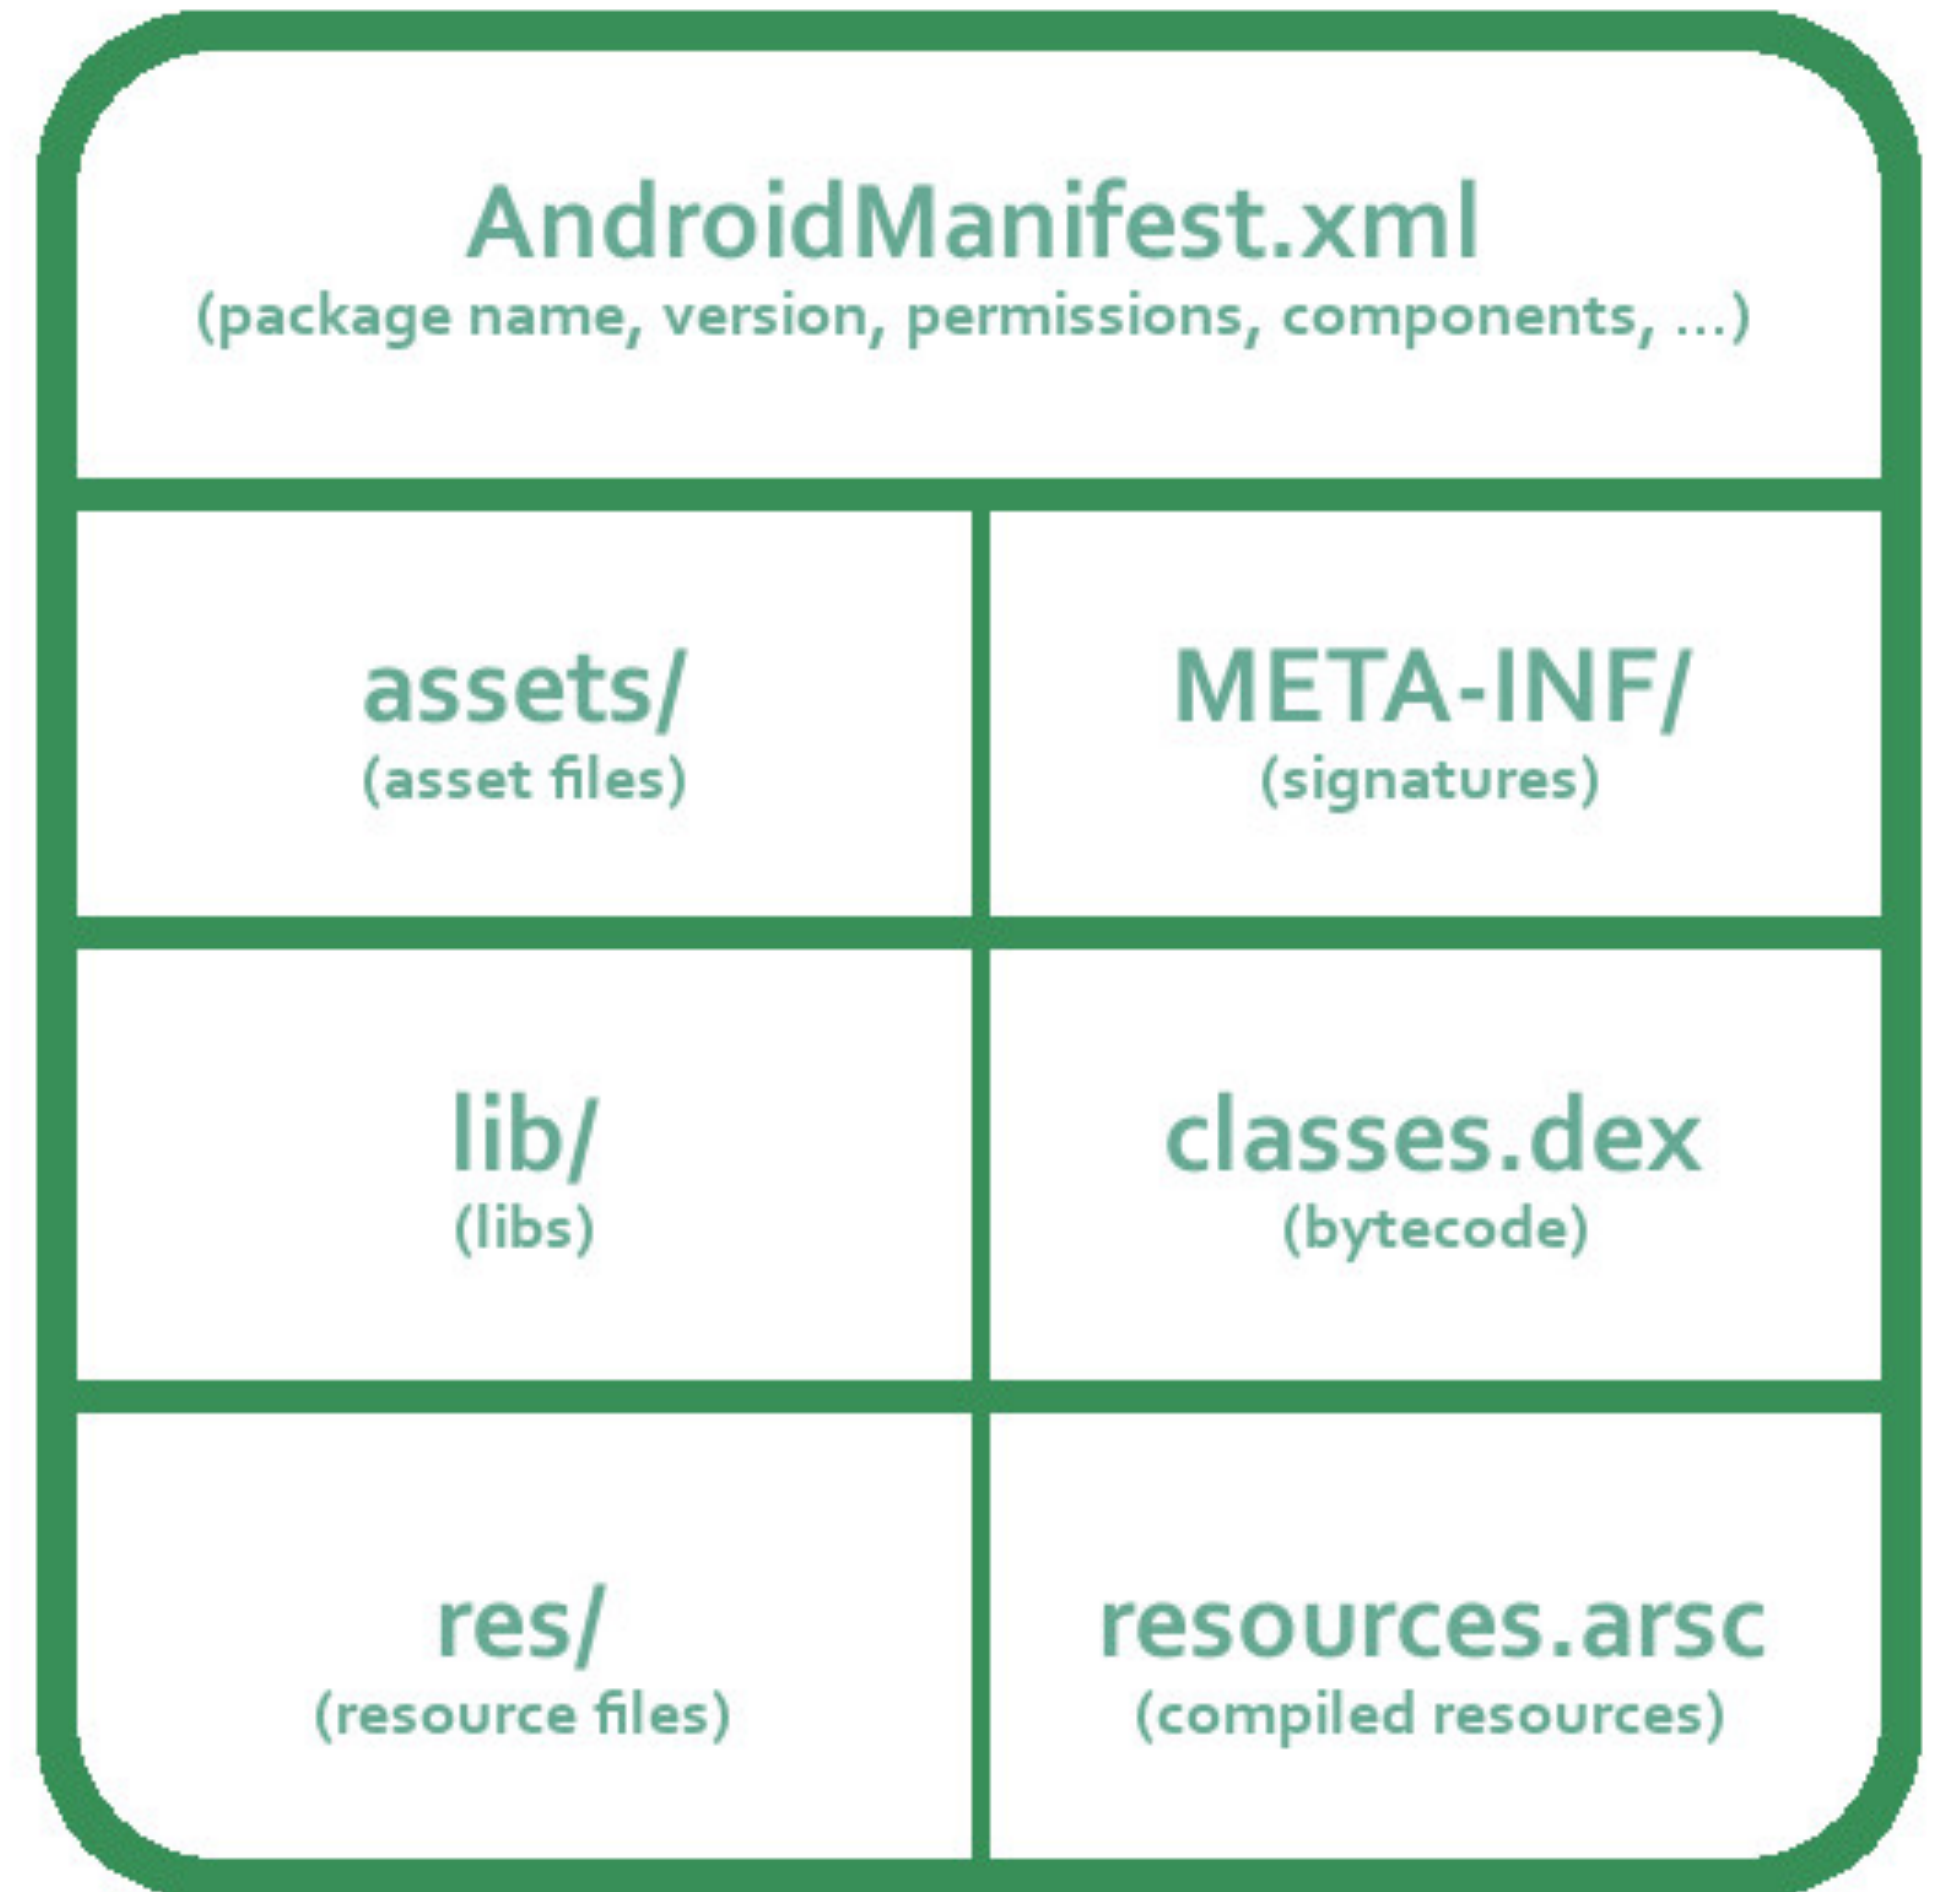 AndroidManifest.xml
(package name, version, permissions, components, ...)
assets/
(asset files)
META-INF/
(signatures)
lib/
(libs)
classes.dex
(bytecode)
res/
(resource files)
resources.arsc
(compiled resources)